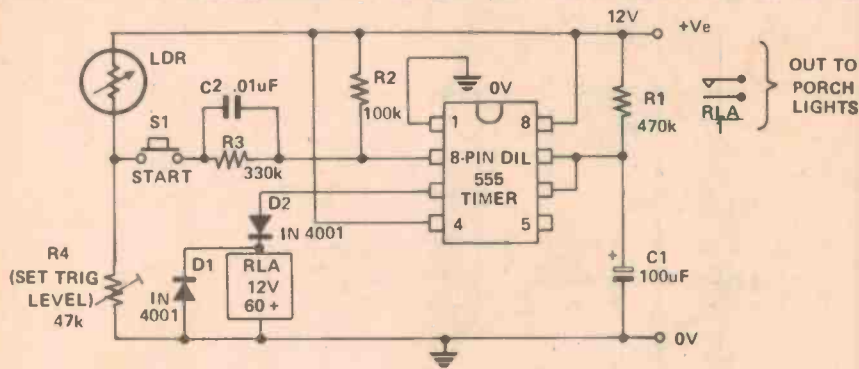 LDR
C2 .01uF
S1
START
R3
330k
R2
100k
0V
1
8
8-PIN DIL
555
TIMER
4
5
12V
+Ve
R1
470k
RLA
OUT TO
PORCH
LIGHTS
D2
IN 4001
D1
IN
4001
RLA
12V
60 +
R4
(SET TRIG
LEVEL)
47k
+
C1
100uF
0V